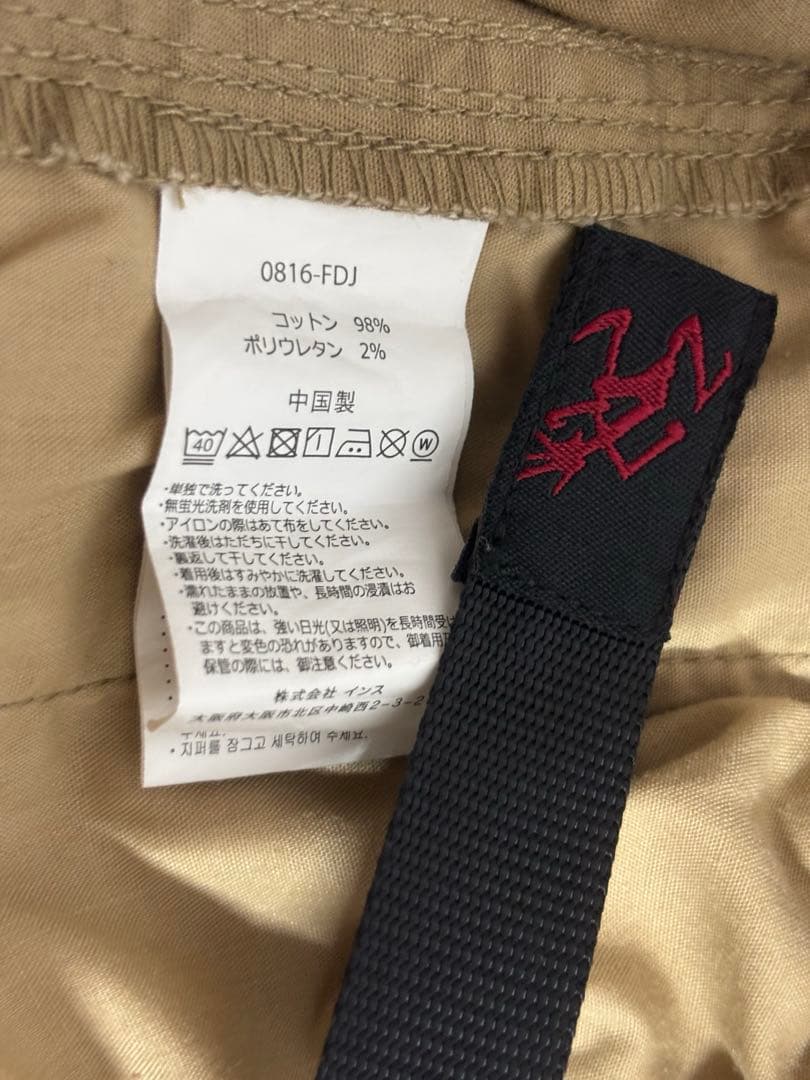 0816-FDJ
コットン 98%
ポリウレタン 2%
中国製
40 W
・単独で洗ってください。
・無蛍光洗剤を使用してください。
・アイロンの際はあて布をしてください。
・洗濯後はただちに干してください。
・裏返して干してください。
・着用後はすみやかに洗濯してください。
・濡れたままの放置や、長時間の浸漬はお
避けください。
・この商品は、強い日光(又は照明)を長時間受け
ますと変色の恐れがありますので、御着用
保管の際には、御注意ください。
株式会社 インス
大阪府大阪市北区中崎西2-3-2
・지퍼를 잠그고 세탁하여 주세요.